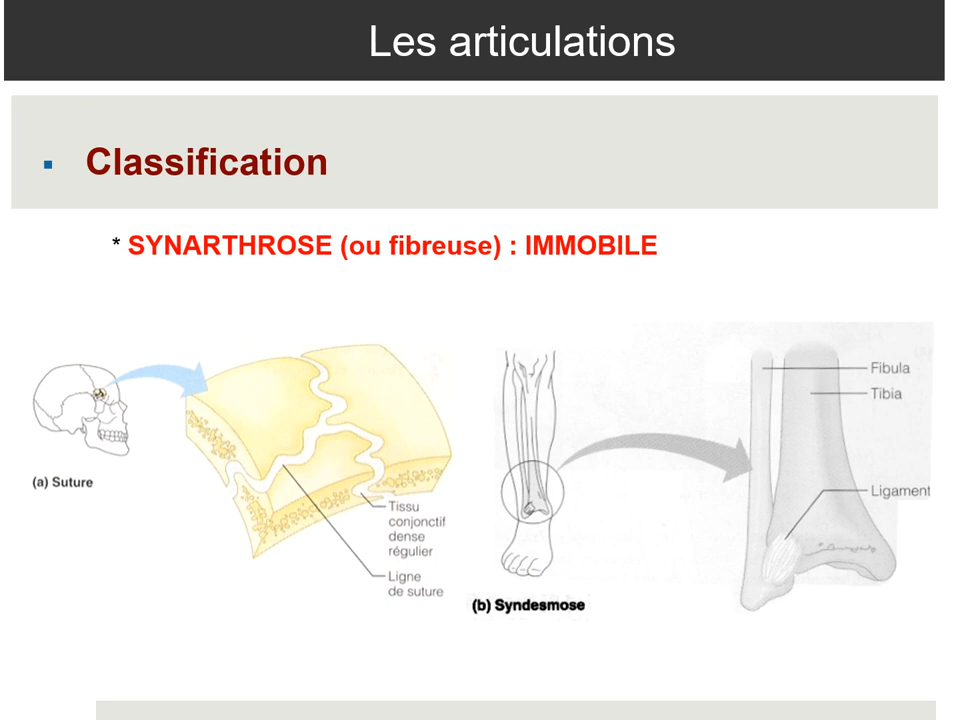 Les articulations
▪ Classification
* SYNARTHROSE (ou fibreuse) : IMMOBILE
(a) Suture
Tissu
conjonctif
dense
régulier
Ligne
de suture
Fibula
Tibia
Ligament
(b) Syndesmose